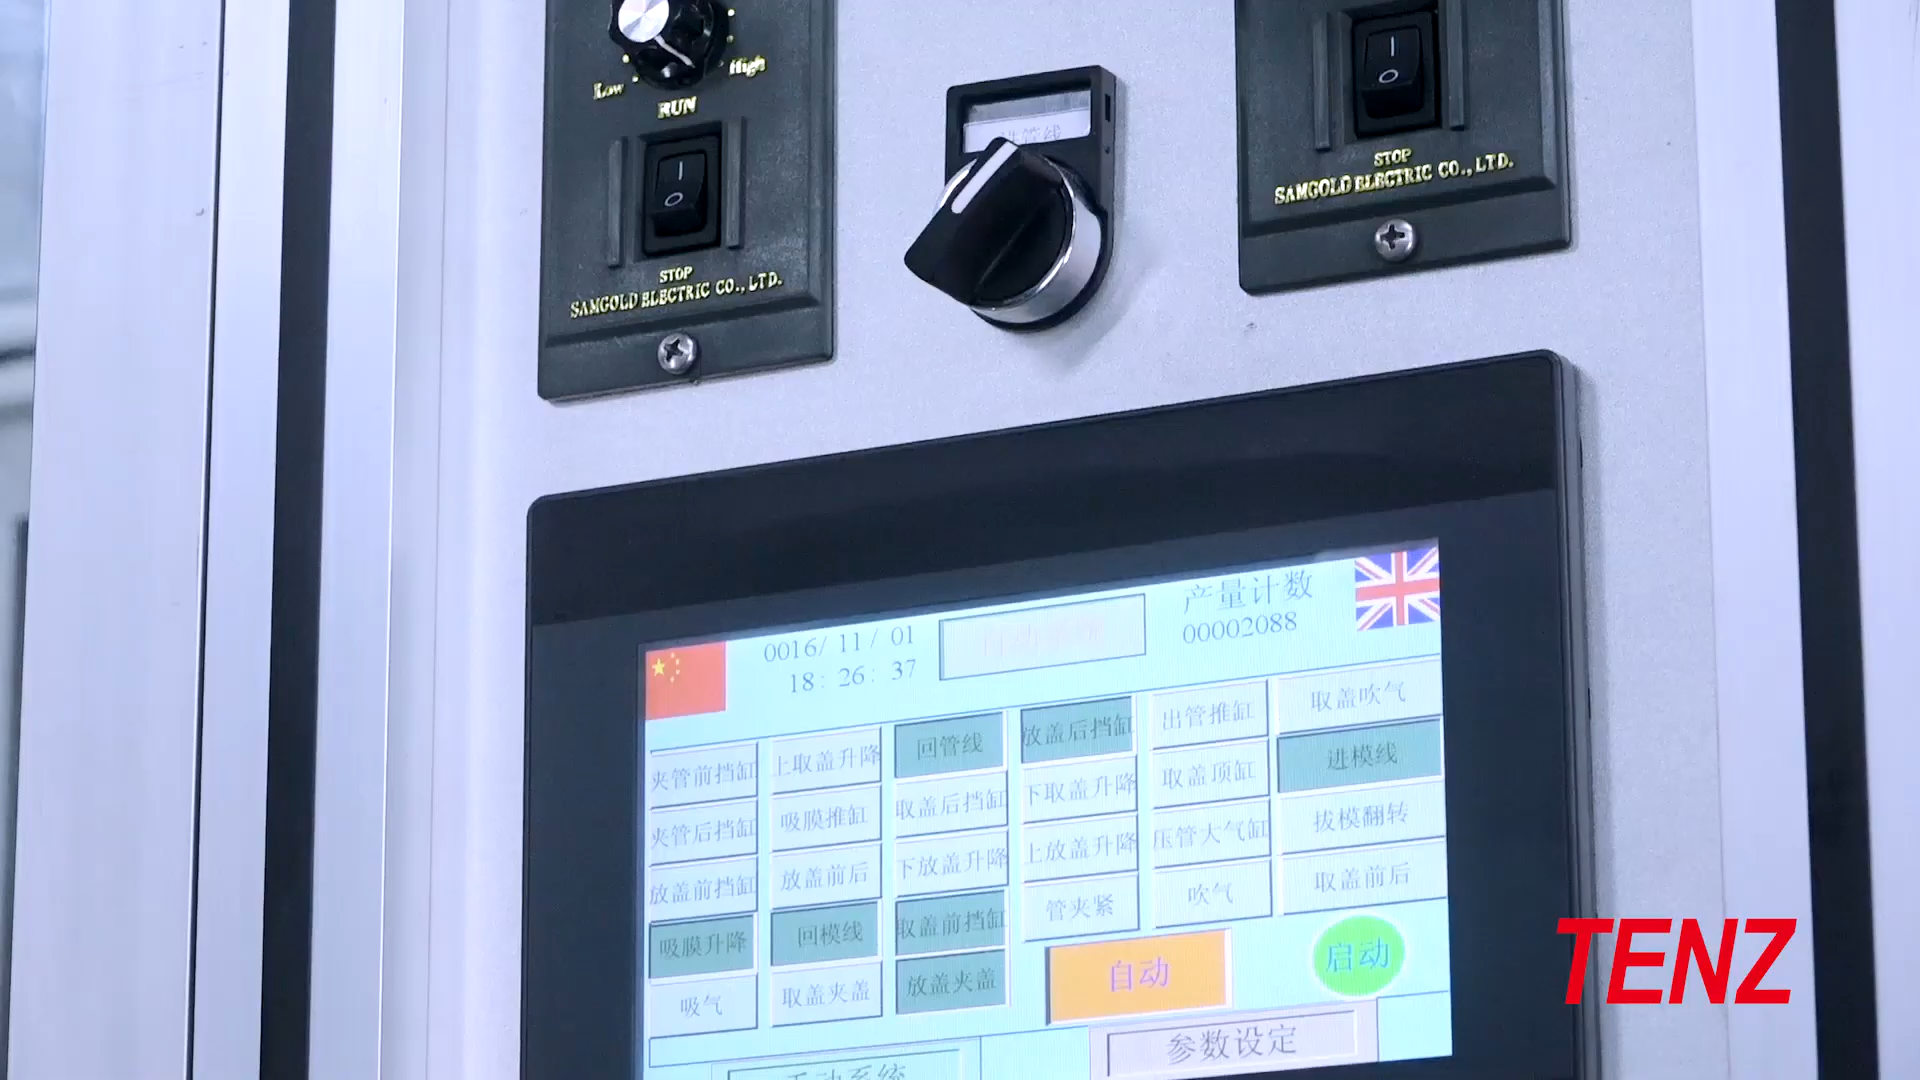 Low High
RUN
STOP
SAMGOLD ELECTRIC CO., LTD.
进管线
STOP
SAMGOLD ELECTRIC CO., LTD.
0016/ 11/ 01
18: 26: 37
产量计数
00002088
夹管前挡缸
上取盖升降
回管线
放盖后挡缸
出管推缸
取盖吹气
夹管后挡缸
吸膜推缸
取盖后挡缸
下取盖升降
取盖顶缸
进模线
放盖前挡缸
放盖前后
下放盖升降
上放盖升降
压管大气缸
拔模翻转
吸膜升降
回模线
取盖前挡缸
管夹紧
吹气
取盖前后
吸气
取盖夹盖
放盖夹盖
自动
启动
手动系统
参数设定
TENZ